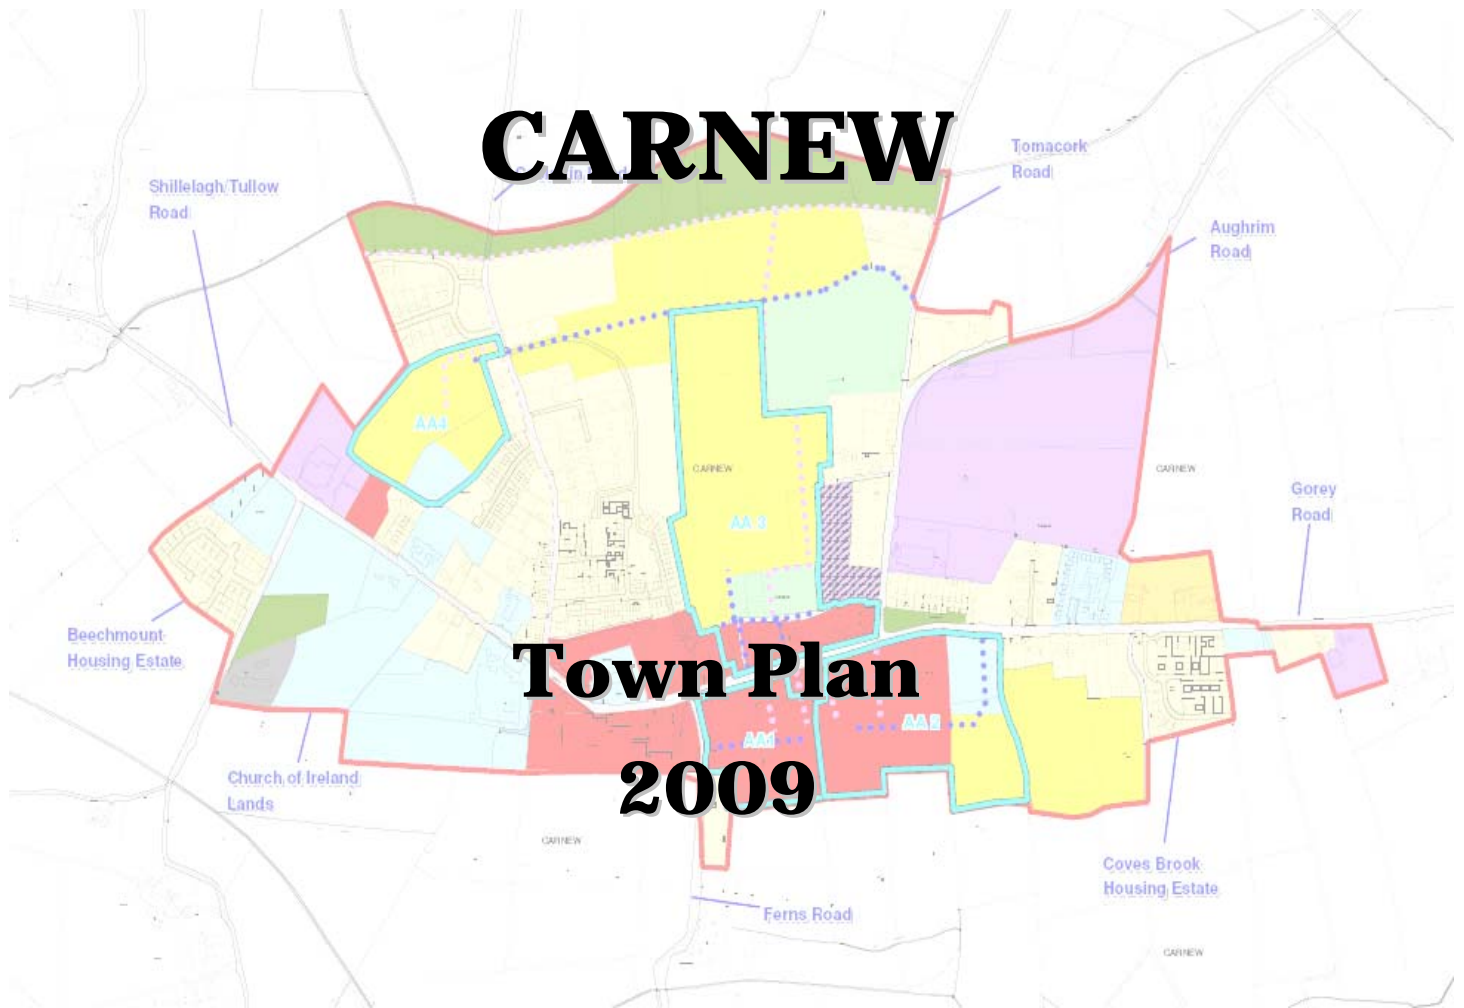 CARNEW
Tomacork
Road
Shillelagh/Tullow
Road
Aughrim
Road
AA4
CARNEW
CARNEW
Gorey
Road
AA 3
Beechmount
Housing Estate
Town Plan
AA 2
AA1
Church of Ireland
Lands
2009
CARNEW
Coves Brook
Housing Estate
Ferns Road
CARNEW